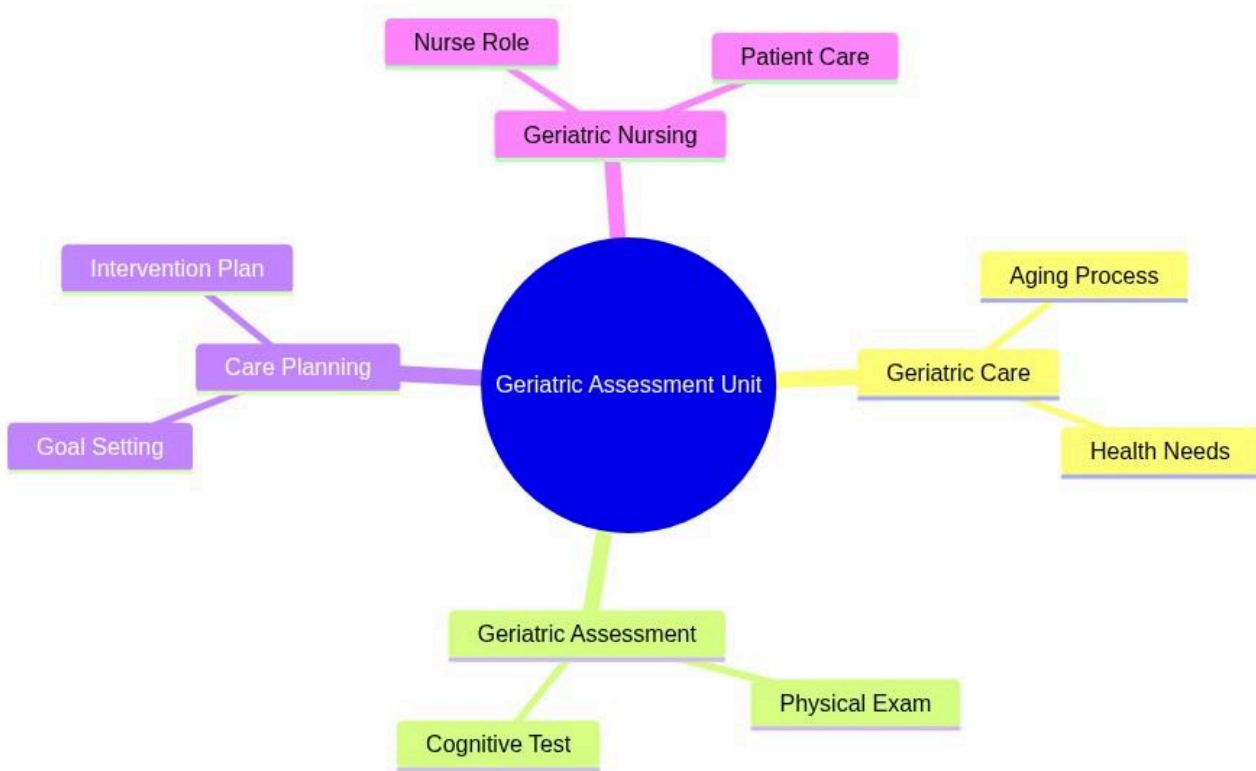 Nurse Role
Patient Care
Geriatric Nursing
Intervention Plan
Aging Process
Care Planning
Geriatric Assessment Unit
Geriatric Care
Goal Setting
Health Needs
Geriatric Assessment
Physical Exam
Cognitive Test